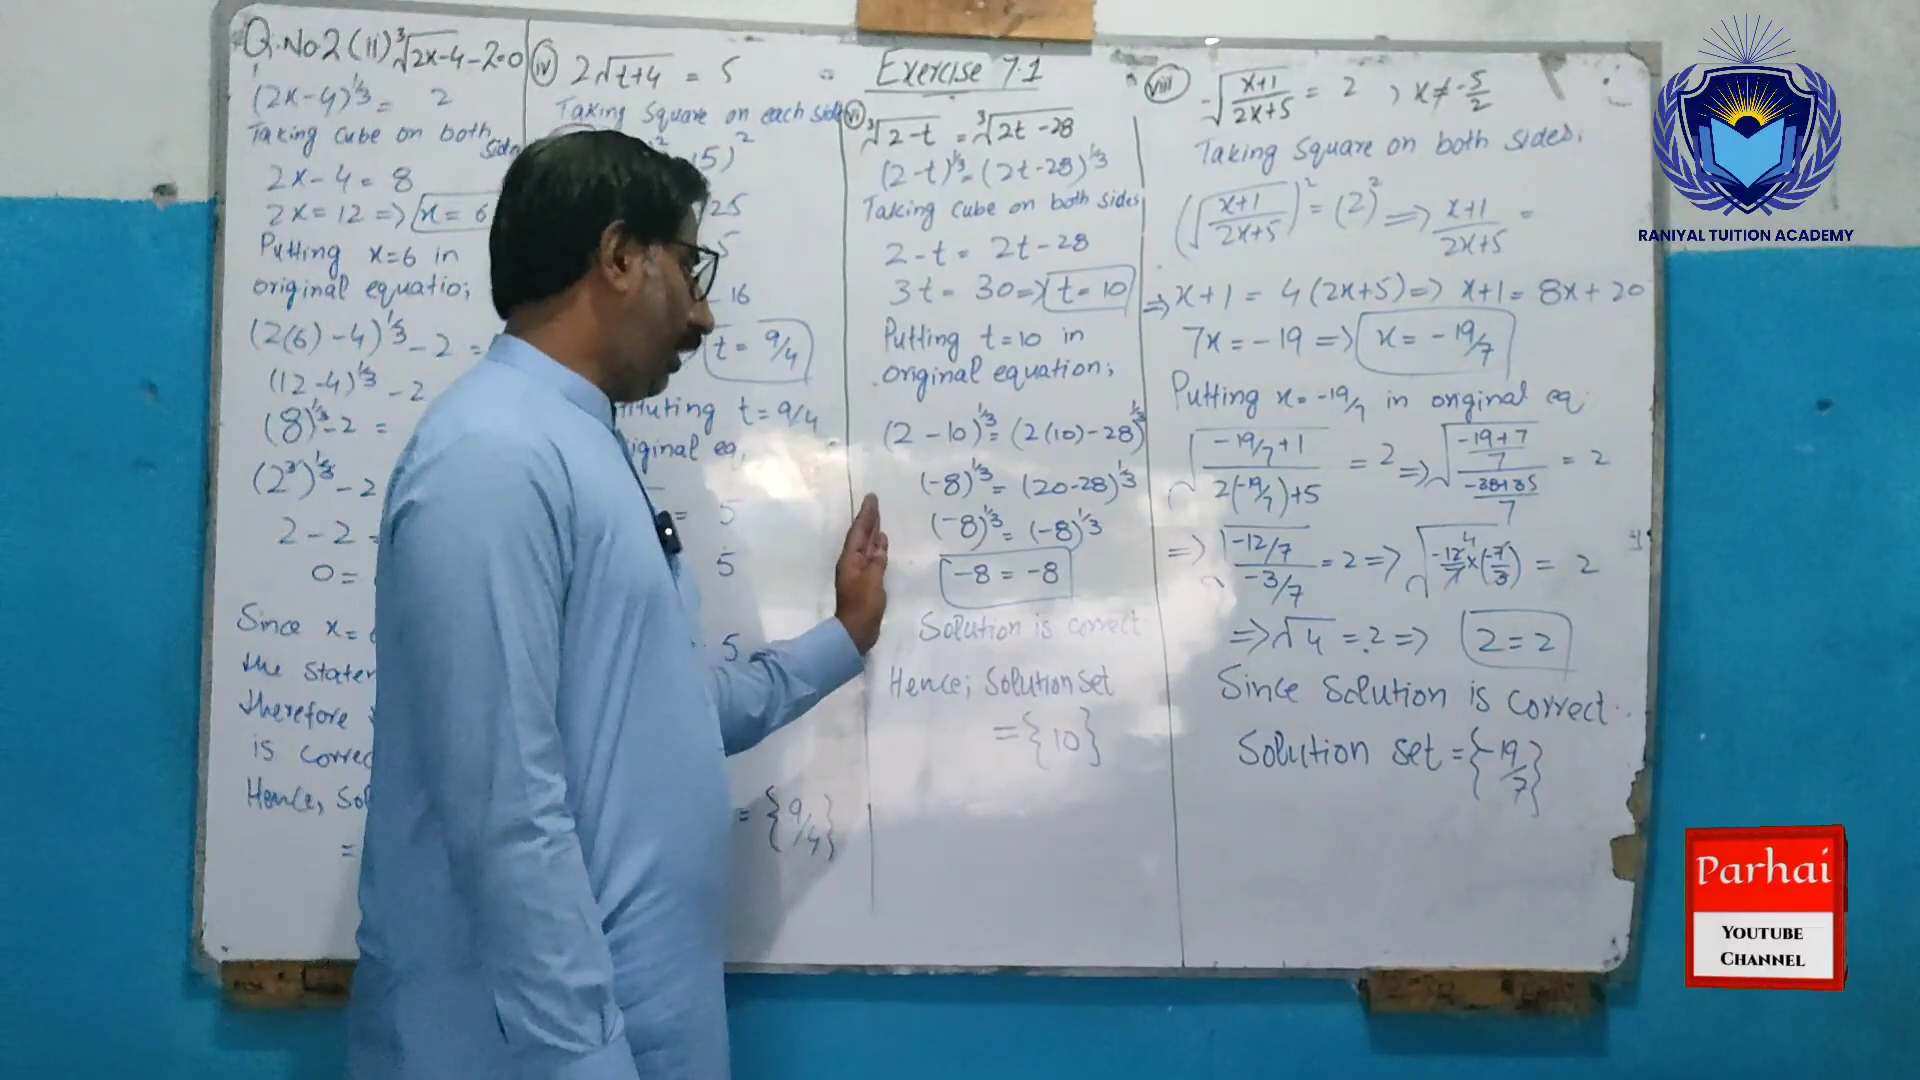 Q.No2(ii) ∛2x-4 -2=0
(2x-4)^1/3 = 2
Taking cube on both
sides
2x-4 = 8
2x=12 => x = 6
Putting x=6 in
original equatio;
(2(6)-4)^1/3 -2 =
(12-4)^1/3 -2
(8)^1/3 -2 =
(2³)^1/3 -2
2-2 =
0 =
Since x=
the
therefore
is
Hence,
=
iv) 2√t+4 = 5
Taking Square on each side
5)²
25
5
16
t = 9/4
t = 9/4
= 5
5
5
= {9/4}
= Exercise 7.1
vi) ∛2-t = ∛2t-28
(2-t)^1/3 = (2t-28)^1/3
Taking cube on both sides
2-t = 2t-28
3t = 30 => t = 10
Putting t=10 in
original equation;
(2-10)^1/3 = (2(10)-28)^1/3
(-8)^1/3 = (20-28)^1/3
(-8)^1/3 = (-8)^1/3
-8 = -8
Solution is correct
Hence; Solution set
= {10}
viii) √(x+1/2x+5) = 2 , x≠-5/2
Taking Square on both sides.
(√(x+1/2x+5))² = (2)² => x+1/2x+5 =
=> x+1 = 4(2x+5) => x+1 = 8x+20
7x = -19 => x = -19/7
Putting x=-19/7 in original eq.
√(-19/7+1 / 2(-19/7)+5) = 2 => √(-19+7/7 / -38+35/7) = 2
=> √(-12/7 / -3/7) = 2 => √(-12/7 × (-7/3)) = 2
=> √4 = 2 => 2 = 2
Since Solution is correct
Solution set = {-19/7}
RANIYAL TUITION ACADEMY
Parhai
YOUTUBE
CHANNEL